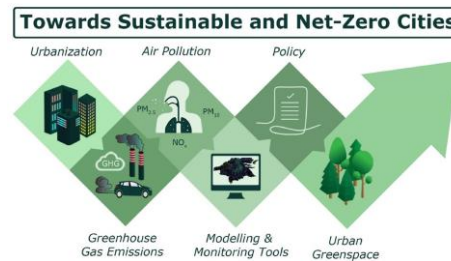 Towards Sustainable and Net-Zero Cities
Urbanization
Air Pollution
Policy
PM2.5
PM10
NOx
GHG
Greenhouse
Gas Emissions
Modelling &
Monitoring Tools
Urban
Greenspace